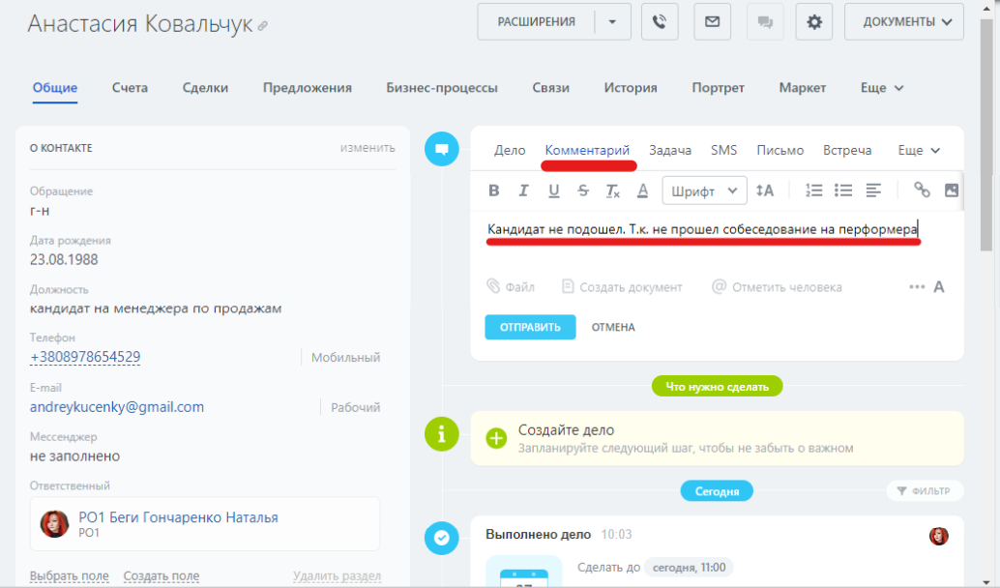 Анастасия Ковальчук
РАСШИРЕНИЯ
ДОКУМЕНТЫ
Общие Счета Сделки Предложения Бизнес-процессы Связи История Портрет Маркет Еще
О КОНТАКТЕ изменить
Обращение
г-н
Дата рождения
23.08.1988
Должность
кандидат на менеджера по продажам
Телефон
+3808978654529 Мобильный
E-mail
andreykucenky@gmail.com Рабочий
Мессенджер
не заполнено
Ответственный
РО1 Беги Гончаренко Наталья
РО1
Выбрать поле Создать поле Удалить раздел
Дело Комментарий Задача SMS Письмо Встреча Еще
B I U S Tx A Шрифт A
Кандидат не подошел. Т.к. не прошел собеседование на перформера
Файл Создать документ @ Отметить человека ••• A
ОТПРАВИТЬ ОТМЕНА
Что нужно сделать
Создайте дело
Запланируйте следующий шаг, чтобы не забыть о важном
Сегодня ФИЛЬТР
Выполнено дело 10:03
Сделать до сегодня, 11:00